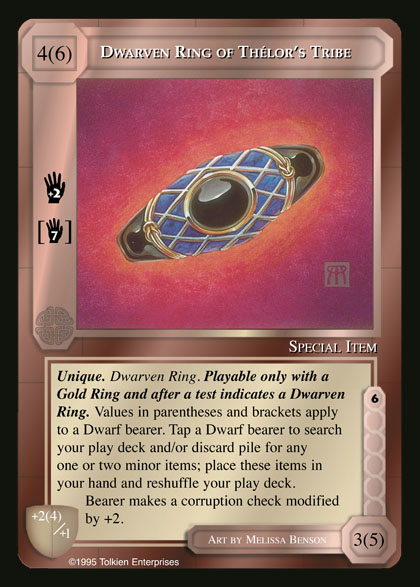 4(6)
Dwarven Ring of Thélor's Tribe
2
[7]
Special Item
Unique. Dwarven Ring. Playable only with a
Gold Ring and after a test indicates a Dwarven
Ring. Values in parentheses and brackets apply
to a Dwarf bearer. Tap a Dwarf bearer to search
your play deck and/or discard pile for any
one or two minor items; place these items in
your hand and reshuffle your play deck.
Bearer makes a corruption check modified
by +2.
6
+2(4)/+1
Art by Melissa Benson
3(5)
©1995 Tolkien Enterprises